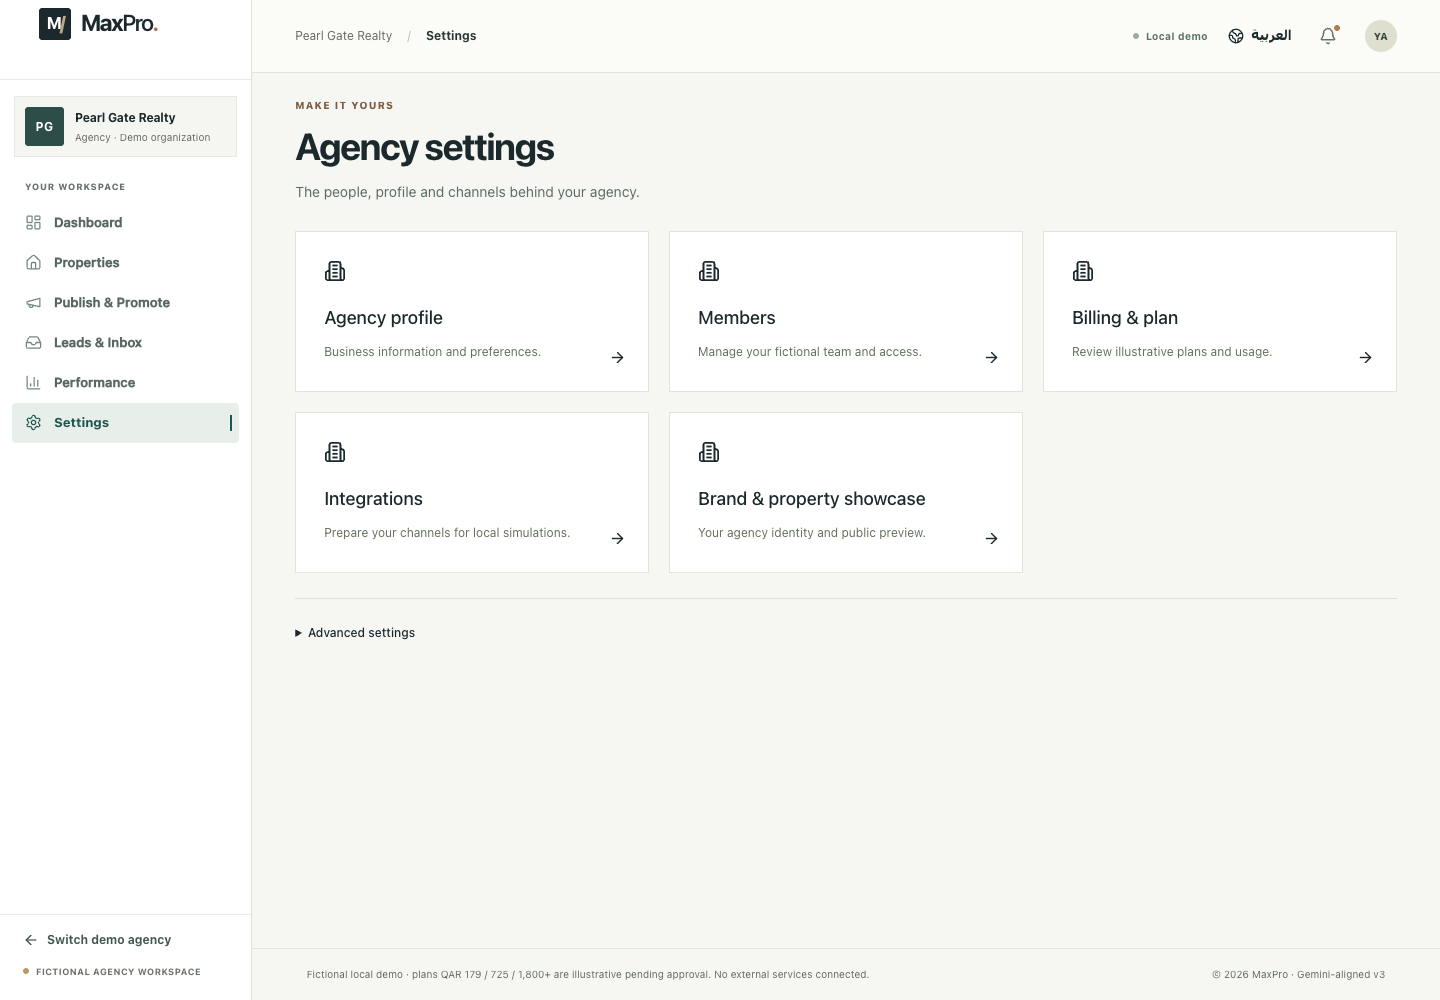 M/ MaxPro.
PG
Pearl Gate Realty
Agency · Demo organization
YOUR WORKSPACE
Dashboard
Properties
Publish & Promote
Leads & Inbox
Performance
Settings
Switch demo agency
FICTIONAL AGENCY WORKSPACE
Pearl Gate Realty / Settings
Local demo
العربية
YA
MAKE IT YOURS
Agency settings
The people, profile and channels behind your agency.
Agency profile
Business information and preferences.
Members
Manage your fictional team and access.
Billing & plan
Review illustrative plans and usage.
Integrations
Prepare your channels for local simulations.
Brand & property showcase
Your agency identity and public preview.
Advanced settings
Fictional local demo · plans QAR 179 / 725 / 1,800+ are illustrative pending approval. No external services connected.
© 2026 MaxPro · Gemini-aligned v3